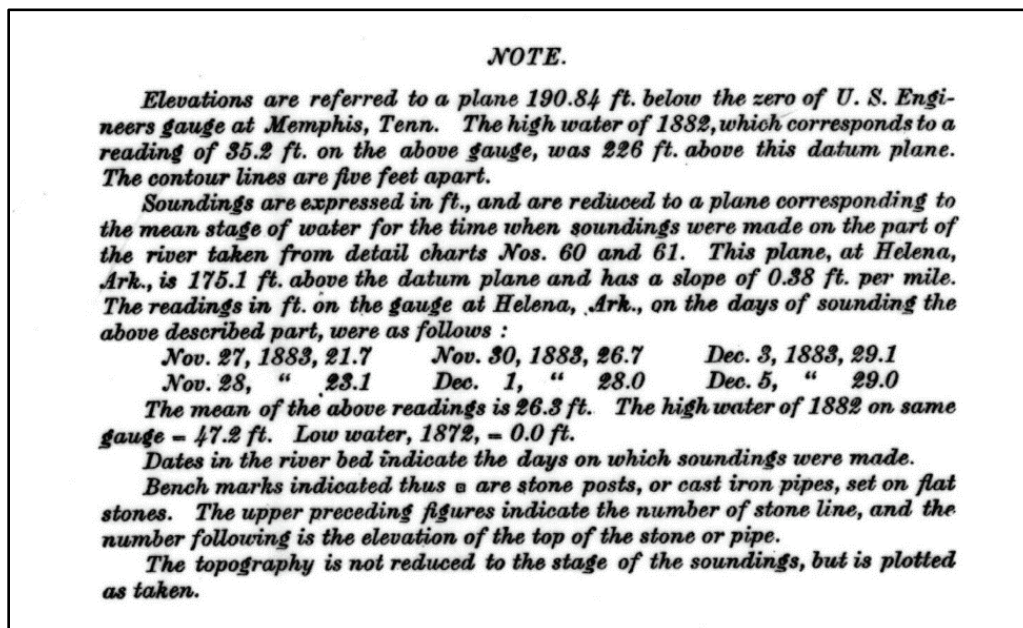 NOTE.
Elevations are referred to a plane 190.84 ft. below the zero of U. S. Engi-
neers gauge at Memphis, Tenn. The high water of 1882, which corresponds to a
reading of 35.2 ft. on the above gauge, was 226 ft. above this datum plane.
The contour lines are five feet apart.
Soundings are expressed in ft., and are reduced to a plane corresponding to
the mean stage of water for the time when soundings were made on the part of
the river taken from detail charts Nos. 60 and 61. This plane, at Helena,
Ark., is 175.1 ft. above the datum plane and has a slope of 0.38 ft. per mile.
The readings in ft. on the gauge at Helena, Ark., on the days of sounding the
above described part, were as follows :
Nov. 27, 1883, 21.7 Nov. 30, 1883, 26.7 Dec. 3, 1883, 29.1
Nov. 28, " 23.1 Dec. 1, " 28.0 Dec. 5, " 29.0
The mean of the above readings is 26.3 ft. The high water of 1882 on same
gauge = 47.2 ft. Low water, 1872, = 0.0 ft.
Dates in the river bed indicate the days on which soundings were made.
Bench marks indicated thus ▫ are stone posts, or cast iron pipes, set on flat
stones. The upper preceding figures indicate the number of stone line, and the
number following is the elevation of the top of the stone or pipe.
The topography is not reduced to the stage of the soundings, but is plotted
as taken.